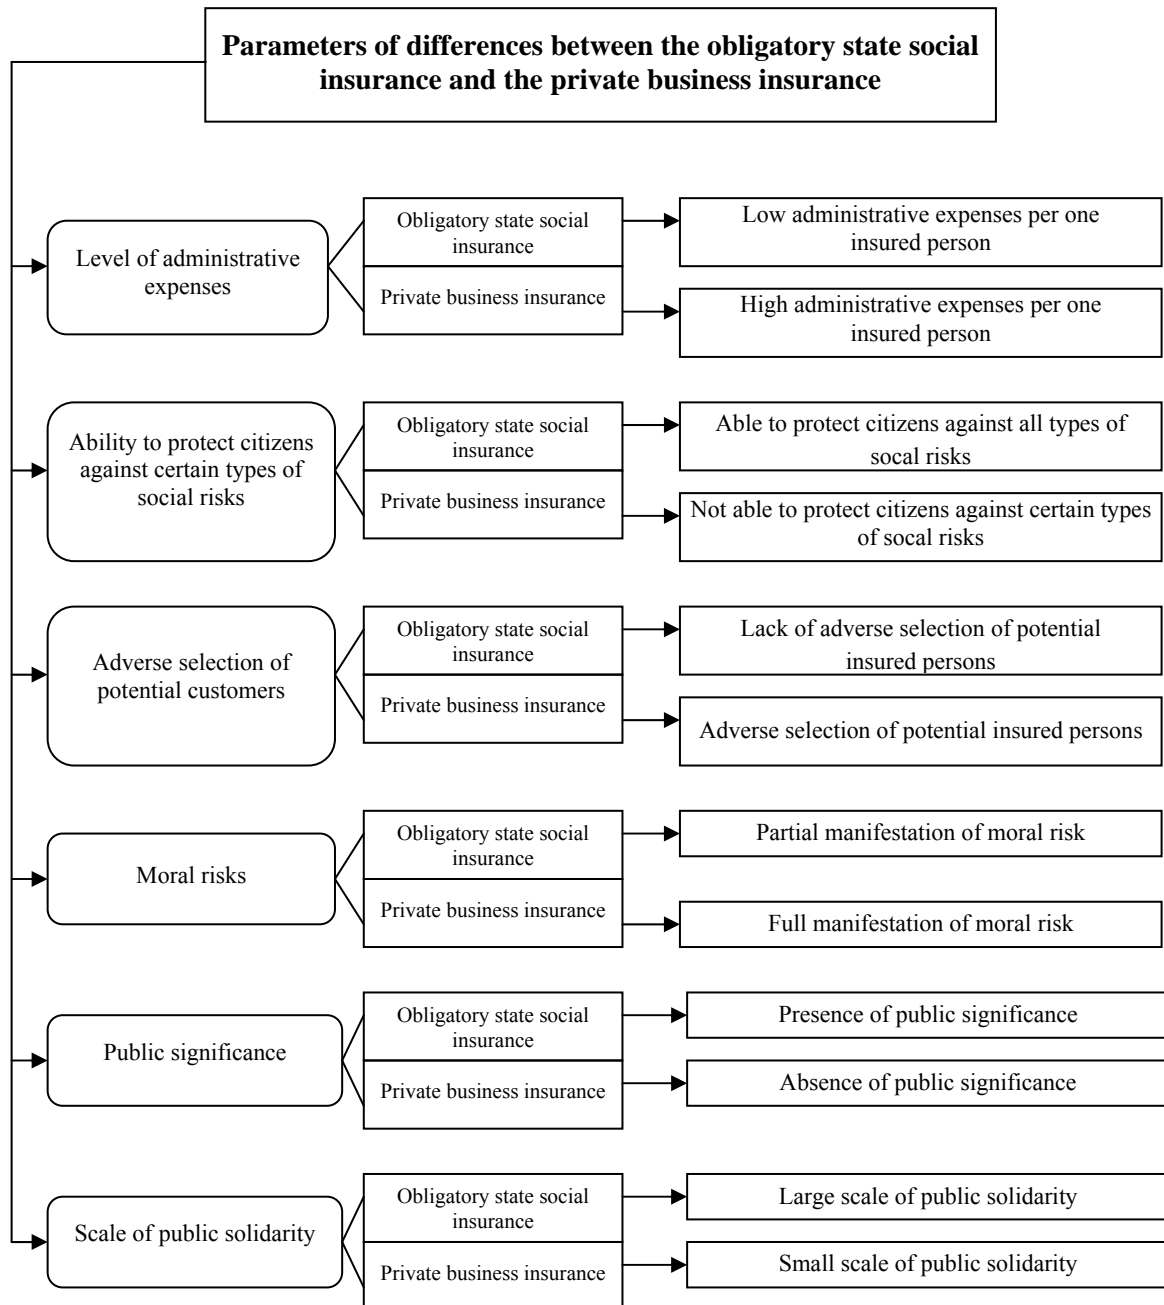 Parameters of differences between the obligatory state social
insurance and the private business insurance
Level of administrative
expenses
Obligatory state social
insurance
Private business insurance
Low administrative expenses per one
insured person
High administrative expenses per one
insured person
Ability to protect citizens
against certain types of
social risks
Obligatory state social
insurance
Private business insurance
Able to protect citizens against all types of
socal risks
Not able to protect citizens against certain types
of socal risks
Adverse selection of
potential customers
Obligatory state social
insurance
Private business insurance
Lack of adverse selection of potential
insured persons
Adverse selection of potential insured persons
Moral risks
Obligatory state social
insurance
Private business insurance
Partial manifestation of moral risk
Full manifestation of moral risk
Public significance
Obligatory state social
insurance
Private business insurance
Presence of public significance
Absence of public significance
Scale of public solidarity
Obligatory state social
insurance
Private business insurance
Large scale of public solidarity
Small scale of public solidarity